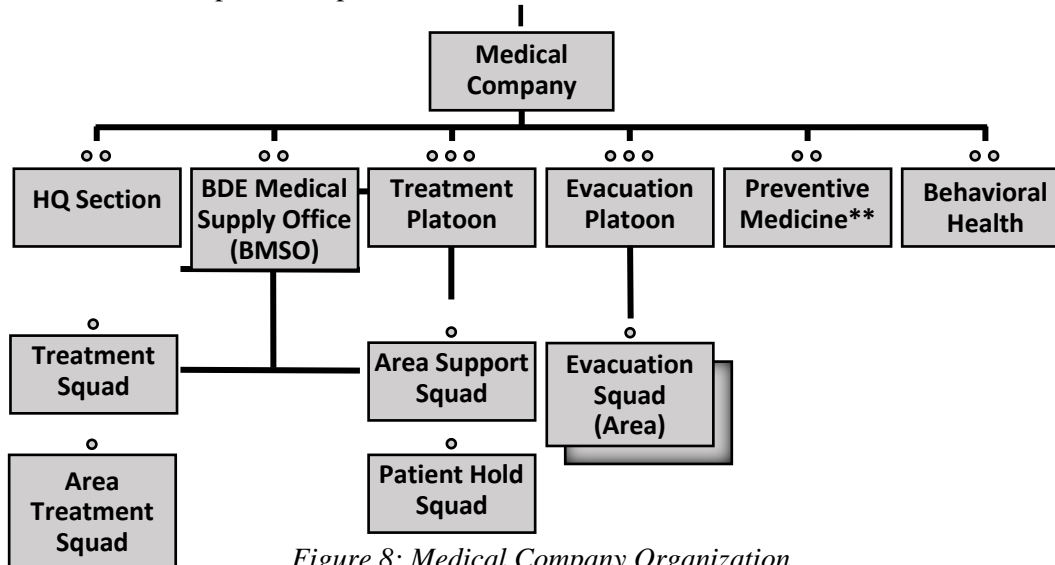 Medical
Company
HQ Section
BDE Medical
Supply Office
(BMSO)
Treatment
Platoon
Evacuation
Platoon
Preventive
Medicine**
Behavioral
Health
Treatment
Squad
Area Support
Squad
Evacuation
Squad
(Area)
Area
Treatment
Squad
Patient Hold
Squad
Figure 8: Medical Company Organization